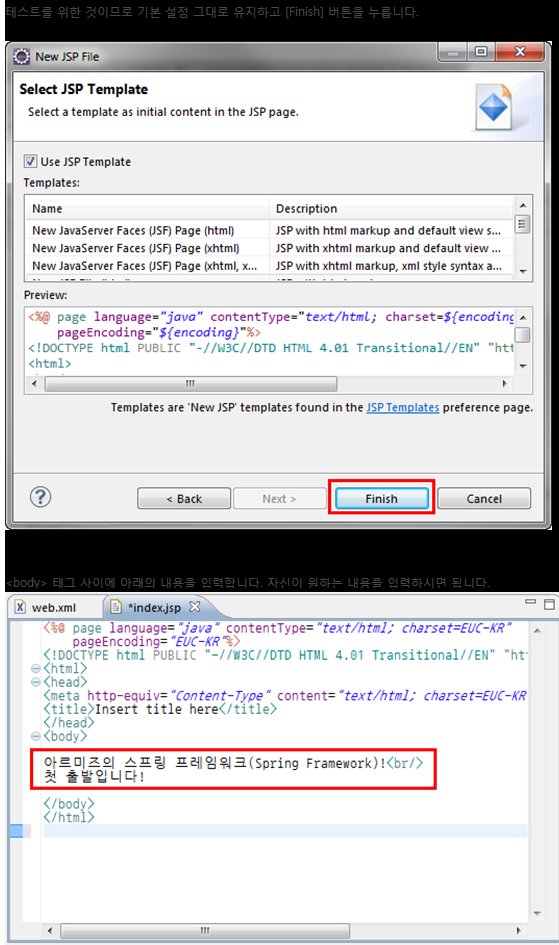 테스트를 위한 것이므로 기본 설정 그대로 유지하고 [Finish] 버튼을 누릅니다.
New JSP File
Select JSP Template
Select a template as initial content in the JSP page.
Use JSP Template
Templates:
Name Description
New JavaServer Faces (JSF) Page (html) JSP with html markup and default view s...
New JavaServer Faces (JSF) Page (xhtml) JSP with xhtml markup and default view ...
New JavaServer Faces (JSF) Page (xhtml, x... JSP with xhtml markup, xml style syntax a...
Preview:
<%@ page language="java" contentType="text/html; charset=${encoding
pageEncoding="${encoding}"%>
<!DOCTYPE html PUBLIC "-//W3C//DTD HTML 4.01 Transitional//EN" "htt
<html>
Templates are 'New JSP' templates found in the JSP Templates preference page.
? < Back Next > Finish Cancel
<body> 태그 사이에 아래의 내용을 입력합니다. 자신이 원하는 내용을 입력하시면 됩니다.
web.xml *index.jsp
<%@ page language="java" contentType="text/html; charset=EUC-KR"
pageEncoding="EUC-KR"%>
<!DOCTYPE html PUBLIC "-//W3C//DTD HTML 4.01 Transitional//EN" "htt
<html>
<head>
<meta http-equiv="Content-Type" content="text/html; charset=EUC-KR
<title>Insert title here</title>
</head>
<body>
아르미즈의 스프링 프레임워크(Spring Framework)!<br/>
첫 출발입니다!
</body>
</html>